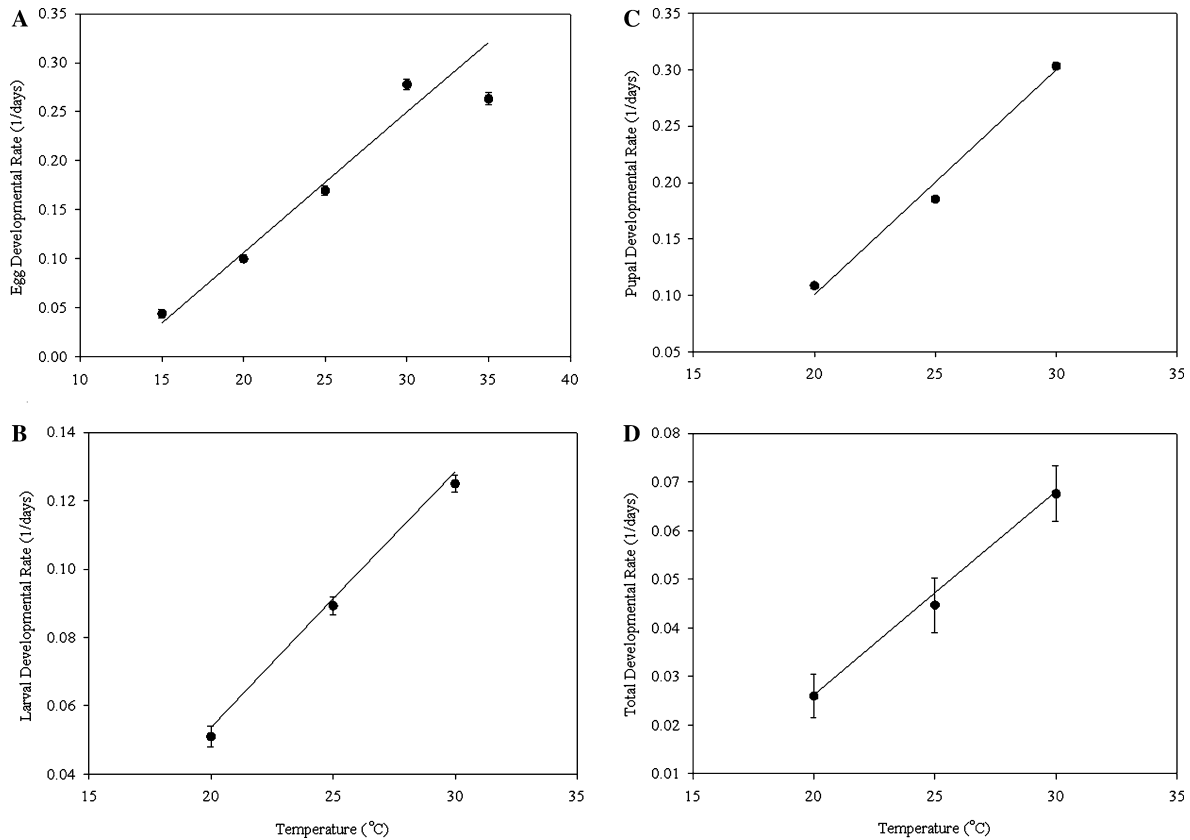 A
Egg Developmental Rate (1/days)
0.35
0.30
0.25
0.20
0.15
0.10
0.05
0.00
10 15 20 25 30 35 40
C
Pupal Developmental Rate (1/days)
0.35
0.30
0.25
0.20
0.15
0.10
0.05
15 20 25 30 35
B
Larval Developmental Rate (1/days)
0.14
0.12
0.10
0.08
0.06
0.04
15 20 25 30 35
Temperature (°C)
D
Total Developmental Rate (1/days)
0.08
0.07
0.06
0.05
0.04
0.03
0.02
0.01
15 20 25 30 35
Temperature (°C)